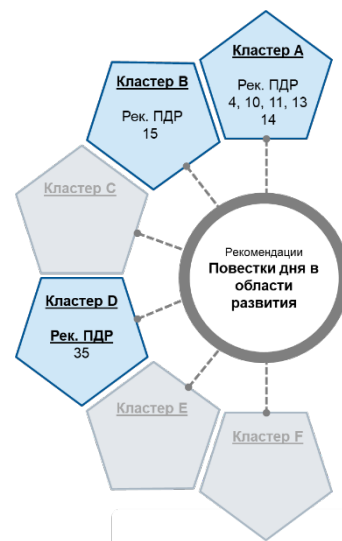 Кластер A
Рек. ПДР
4, 10, 11, 13
14
Кластер B
Рек. ПДР
15
Кластер C
Рекомендации
Повестки дня в
области
развития
Кластер D
Рек. ПДР
35
Кластер E
Кластер F